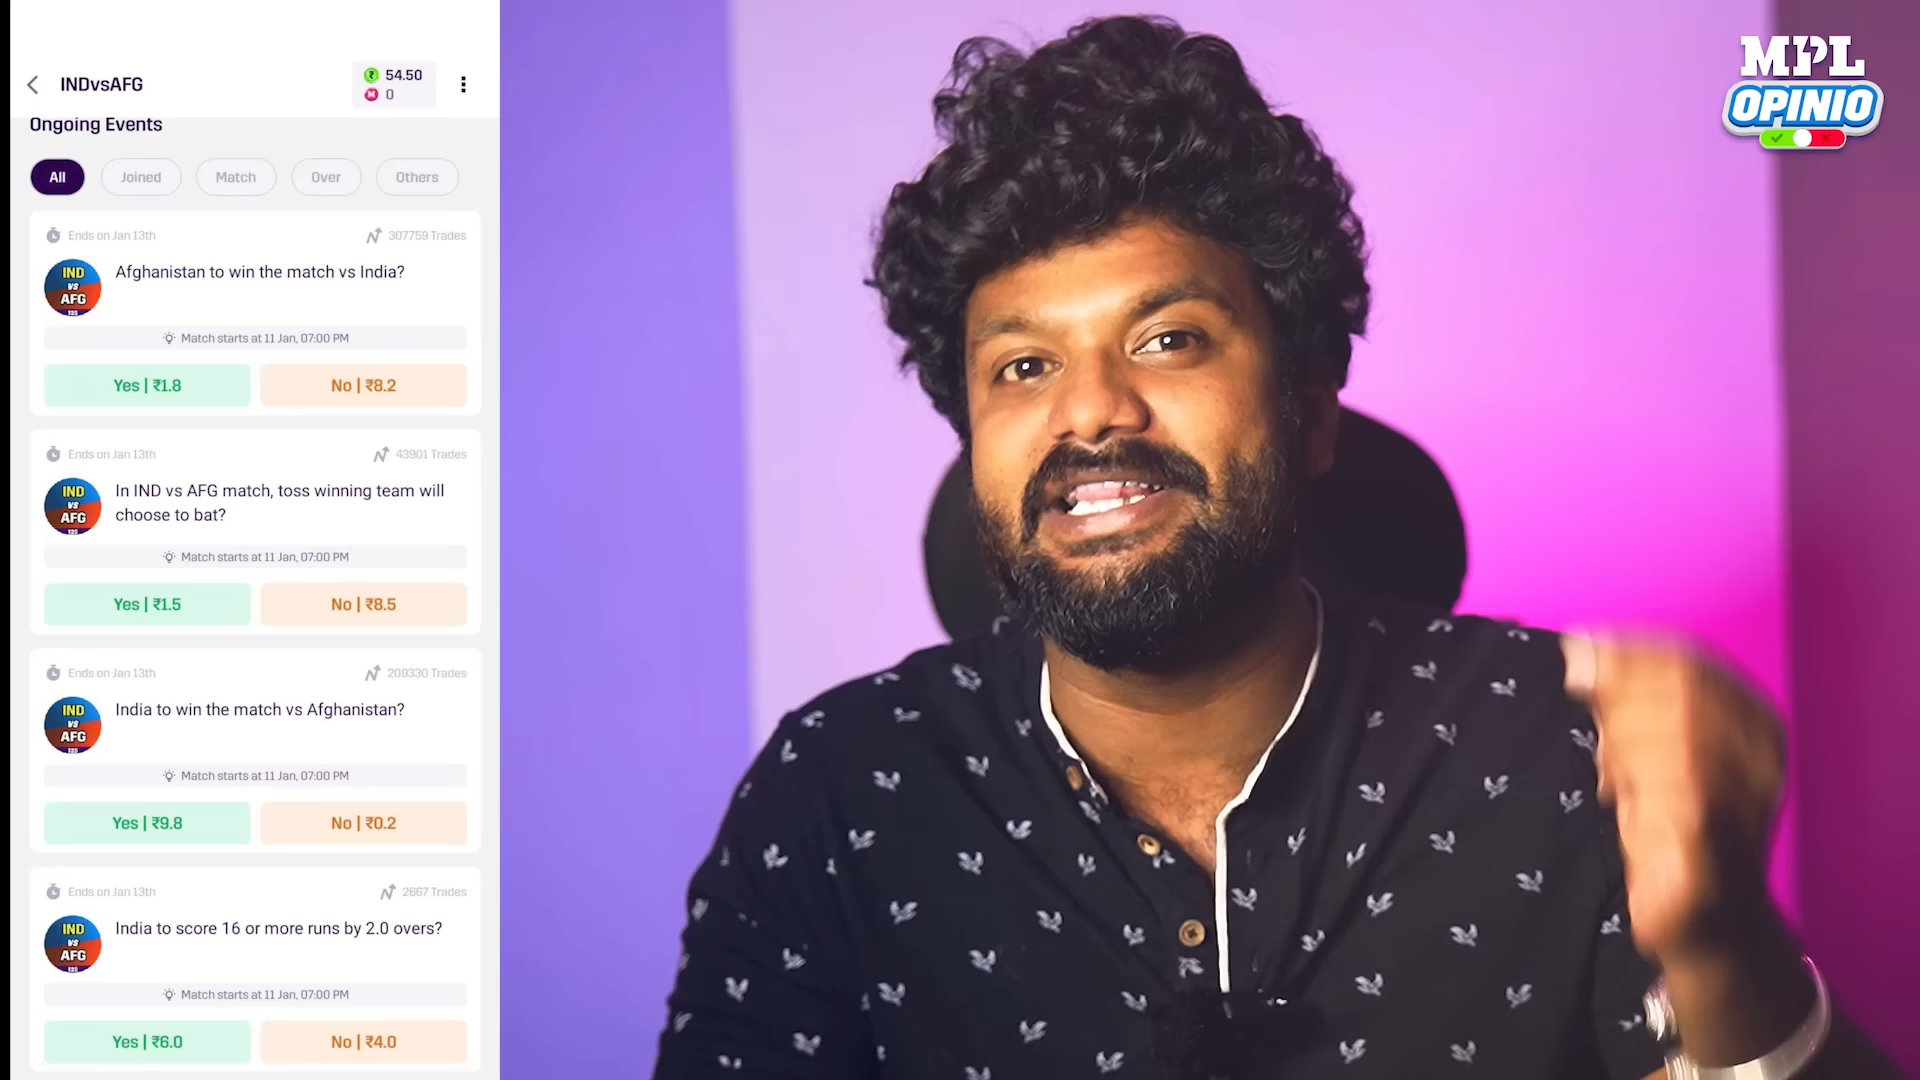 INDvsAFG
₹ 54.50
M 0
Ongoing Events
All
Joined
Match
Over
Others
Ends on Jan 13th
307759 Trades
IND
vs
AFG
T20
Afghanistan to win the match vs India?
Match starts at 11 Jan, 07:00 PM
Yes | ₹1.8
No | ₹8.2
Ends on Jan 13th
43901 Trades
IND
vs
AFG
T20
In IND vs AFG match, toss winning team will
choose to bat?
Match starts at 11 Jan, 07:00 PM
Yes | ₹1.5
No | ₹8.5
Ends on Jan 13th
209330 Trades
IND
vs
AFG
T20
India to win the match vs Afghanistan?
Match starts at 11 Jan, 07:00 PM
Yes | ₹9.8
No | ₹0.2
Ends on Jan 13th
2667 Trades
IND
vs
AFG
T20
India to score 16 or more runs by 2.0 overs?
Match starts at 11 Jan, 07:00 PM
Yes | ₹6.0
No | ₹4.0
MPL
OPINIO